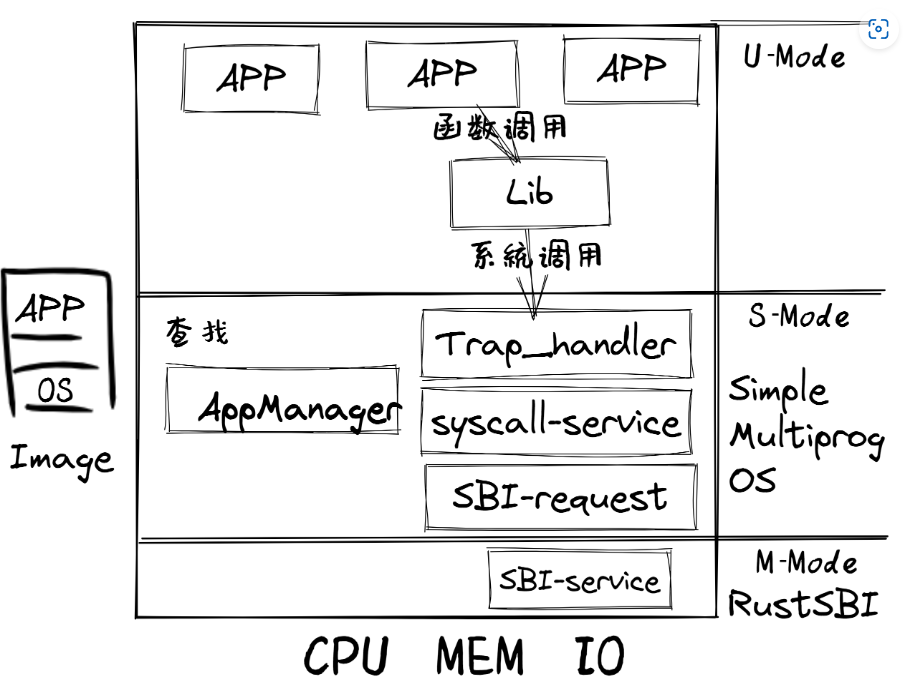 APP
APP
APP
U-Mode
函数调用
Lib
系統调用
APP
OS
Image
查找
AppManager
Trap_handler
syscall-service
SBI-request
S-Mode
Simple
Multiprog
OS
SBI-service
M-Mode
RustSBI
CPU MEM IO